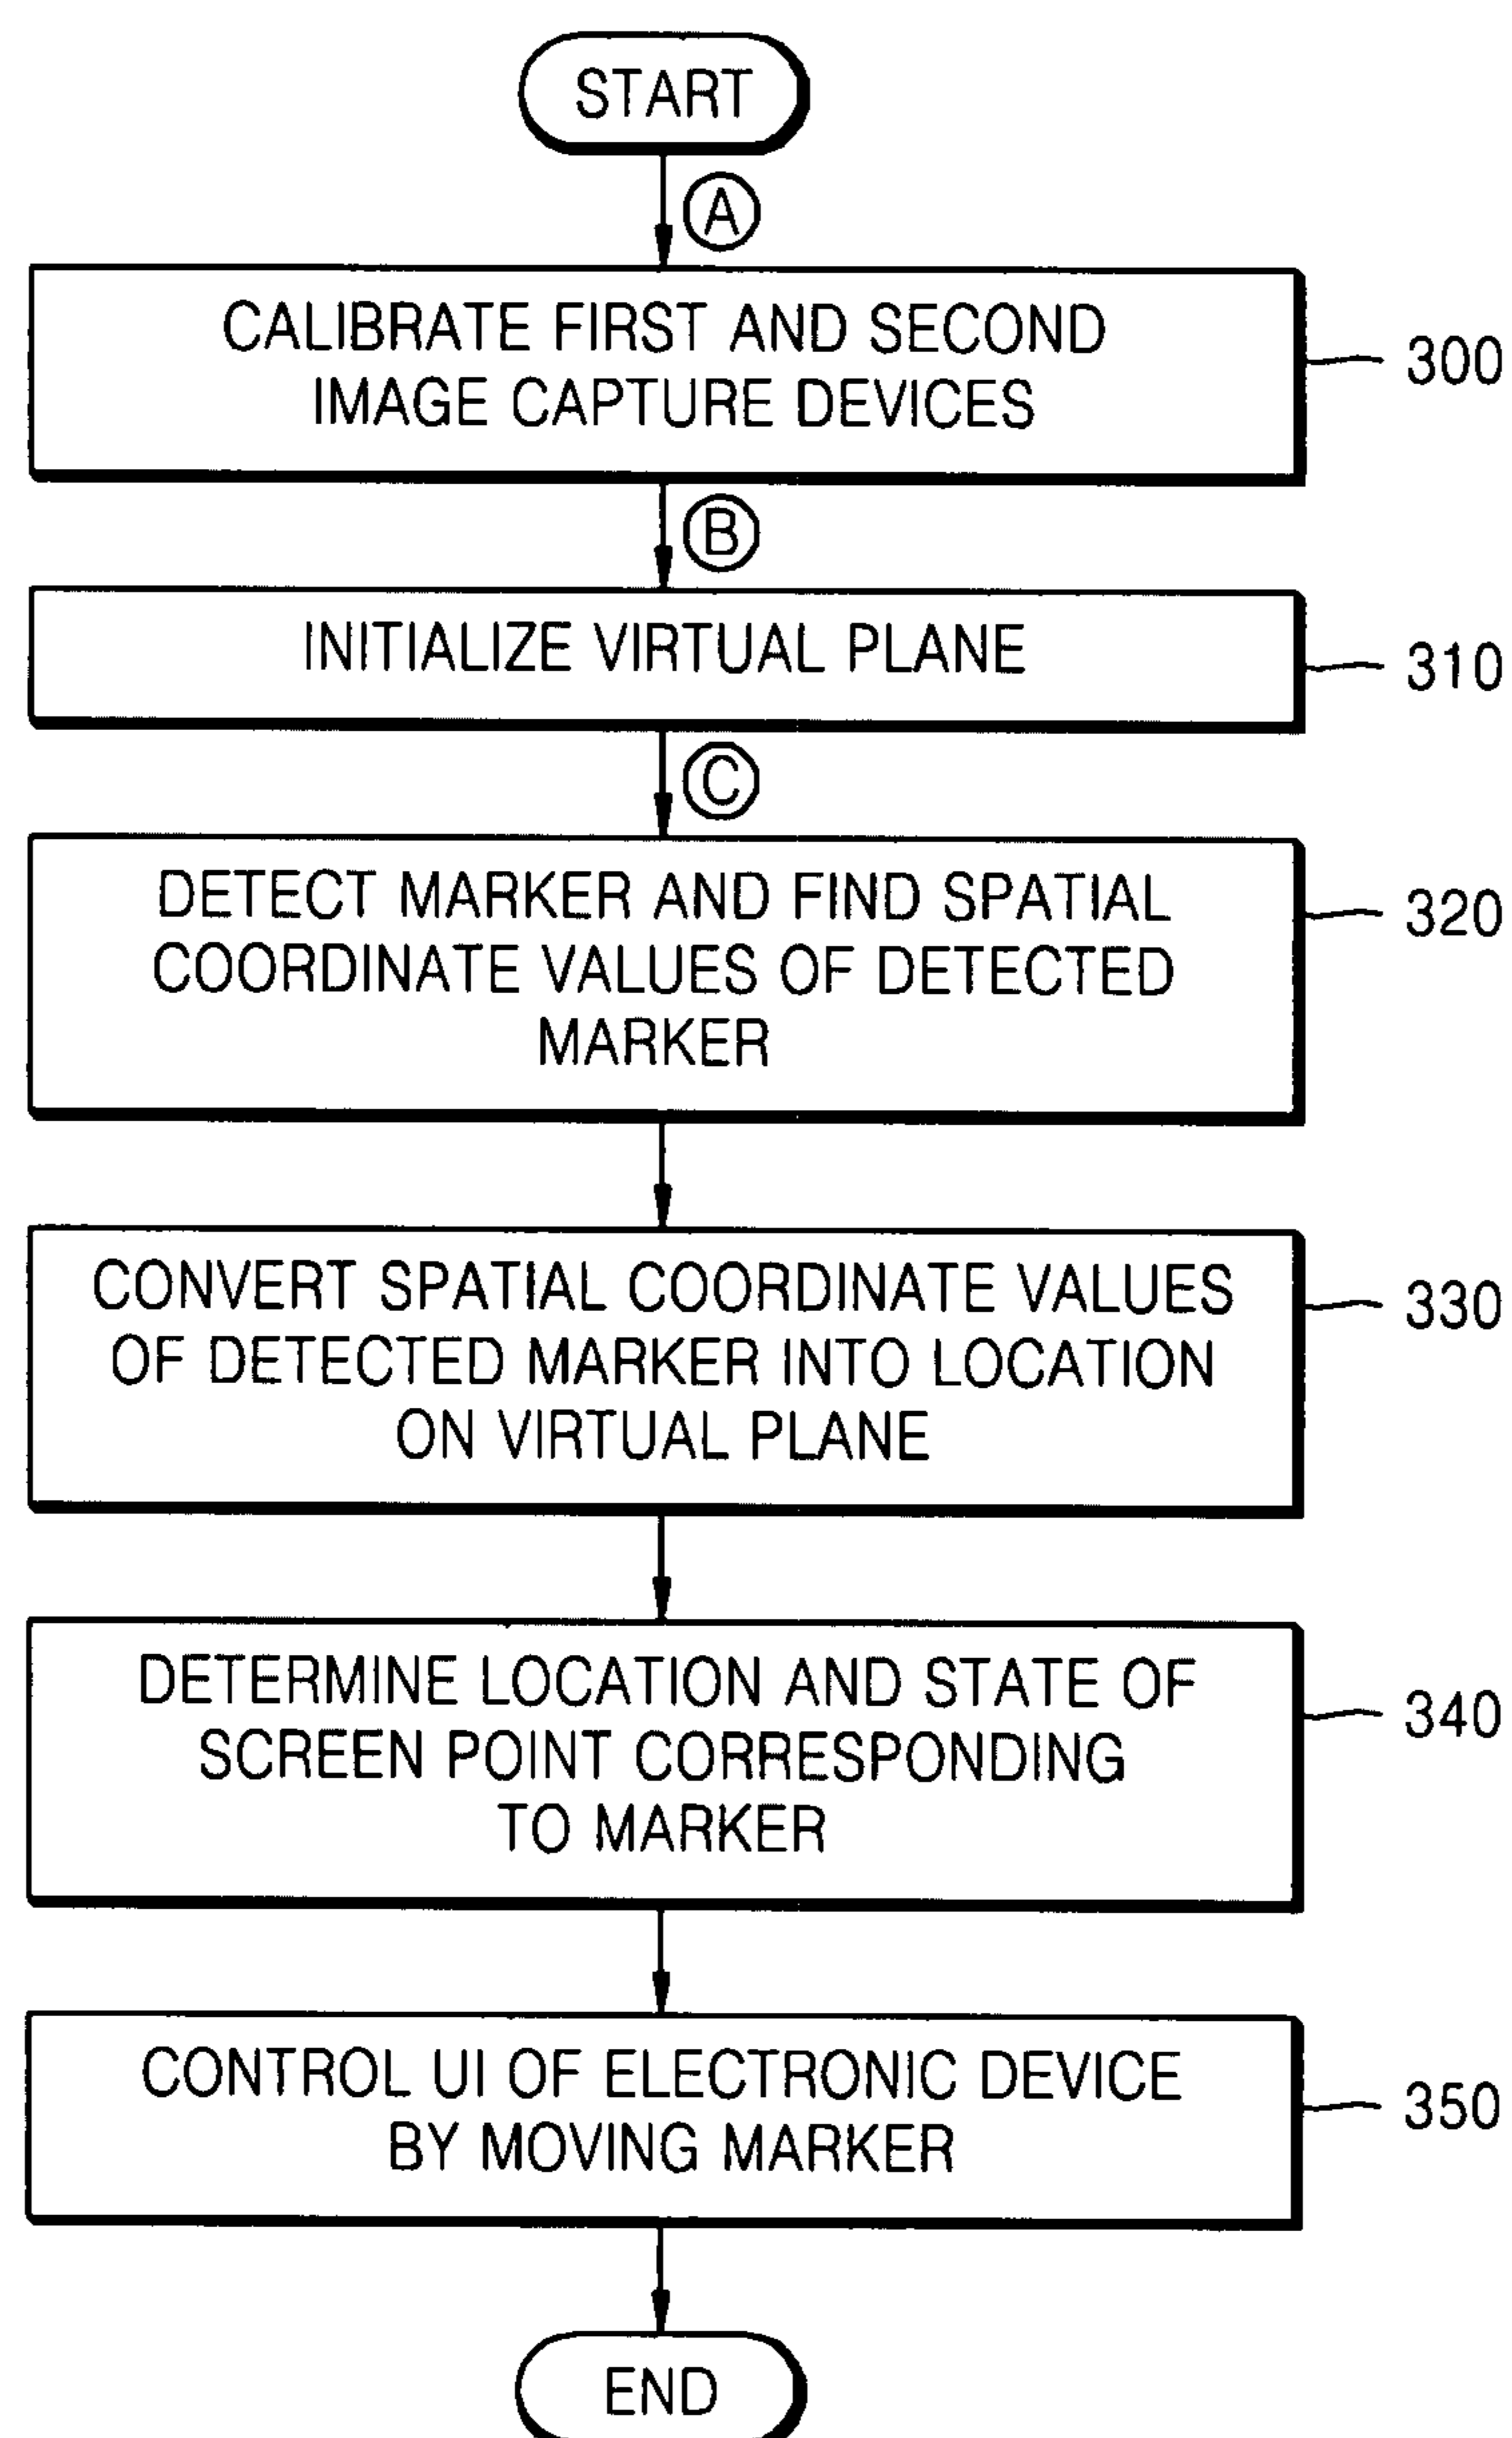 START
A
CALIBRATE FIRST AND SECOND
IMAGE CAPTURE DEVICES
300
B
INITIALIZE VIRTUAL PLANE
310
C
DETECT MARKER AND FIND SPATIAL
COORDINATE VALUES OF DETECTED
MARKER
320
CONVERT SPATIAL COORDINATE VALUES
OF DETECTED MARKER INTO LOCATION
ON VIRTUAL PLANE
330
DETERMINE LOCATION AND STATE OF
SCREEN POINT CORRESPONDING
TO MARKER
340
CONTROL UI OF ELECTRONIC DEVICE
BY MOVING MARKER
350
END